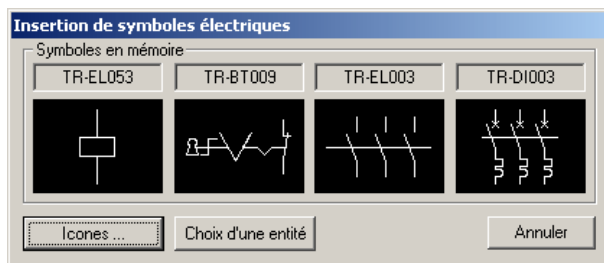 Insertion de symboles électriques
Symboles en mémoire
TR-EL053 TR-BT009 TR-EL003 TR-DI003
Icones ... Choix d'une entité Annuler